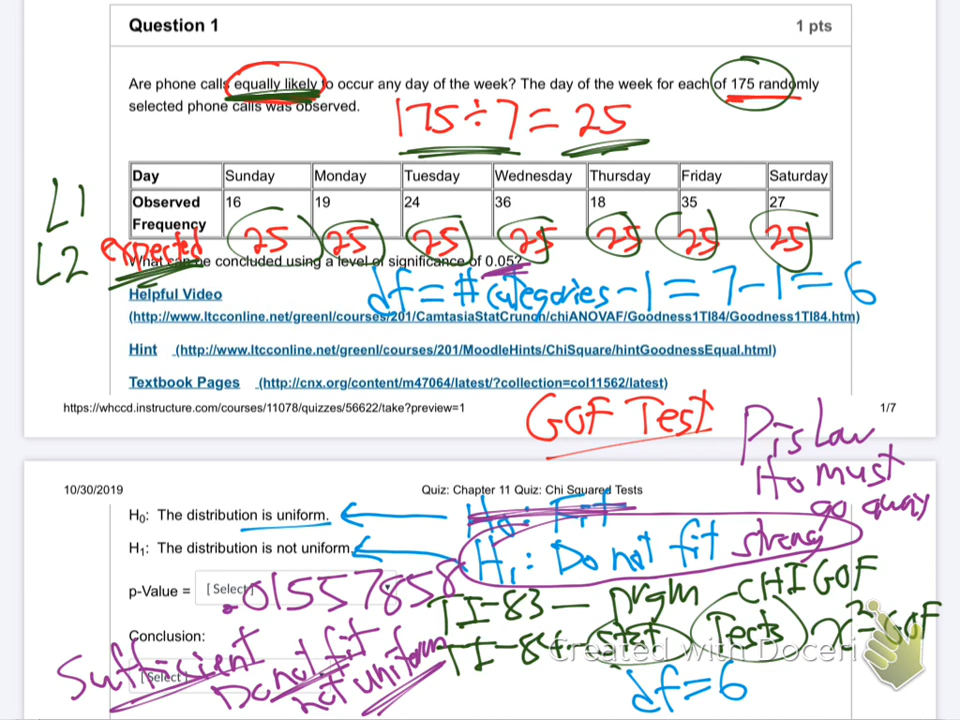 Question 1 1 pts
Are phone calls equally likely to occur any day of the week? The day of the week for each of 175 randomly
selected phone calls was observed.
175÷7=25
Day Sunday Monday Tuesday Wednesday Thursday Friday Saturday
L1 Observed 16 19 24 36 18 35 27
Frequency
L2 expected 25 25 25 25 25 25 25
What can be concluded using a level of significance of 0.05?
df=#categories-1=7-1=6
Helpful Video
(http://www.ltcconline.net/greenl/courses/201/CamtasiaStatCrunch/chiANOVAF/Goodness1TI84/Goodness1TI84.htm)
Hint (http://www.ltcconline.net/greenl/courses/201/MoodleHints/ChiSquare/hintGoodnessEqual.html)
Textbook Pages (http://cnx.org/content/m47064/latest/?collection=col11562/latest)
https://whccd.instructure.com/courses/11078/quizzes/56622/take?preview=1 1/7
GOF Test
P is Low
Ho must
go away
10/30/2019 Quiz: Chapter 11 Quiz: Chi Squared Tests
H0: The distribution is uniform. Ho: Fit
H1: The distribution is not uniform. H1: Do not fit strong
p-Value = [Select] .015577858
TI-83 - prgm - CHIGOF
Conclusion: TI-84 - Stat Tests x²-GOF
Created with Doceri
[Select]
Sufficient
Do not fit
not uniform
df=6